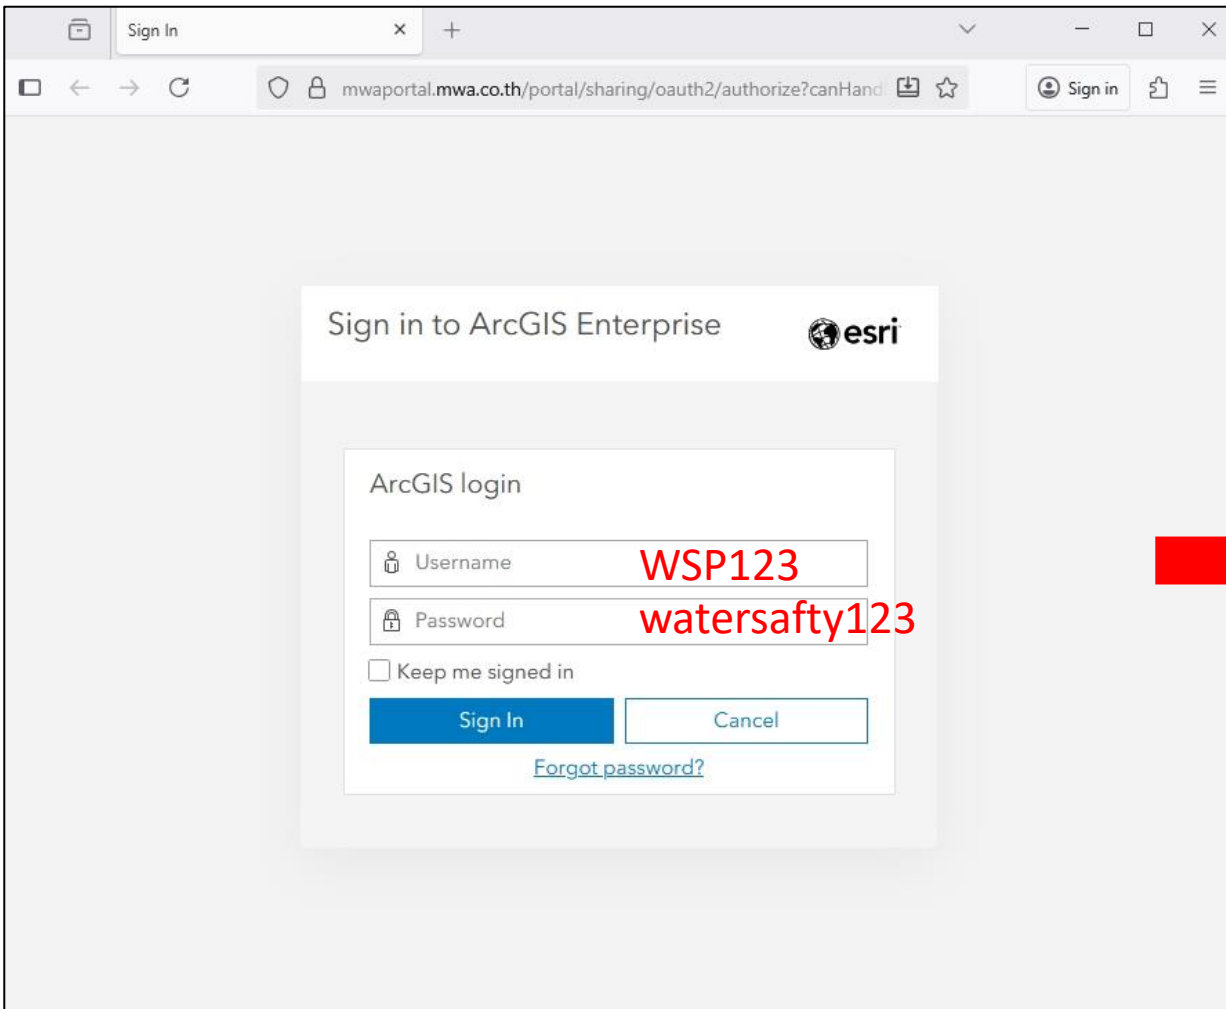 Sign In
mwaportal.mwa.co.th/portal/sharing/oauth2/authorize?canHand
Sign in
Sign in to ArcGIS Enterprise
esri
ArcGIS login
Username WSP123
Password watersafty123
Keep me signed in
Sign In
Cancel
Forgot password?